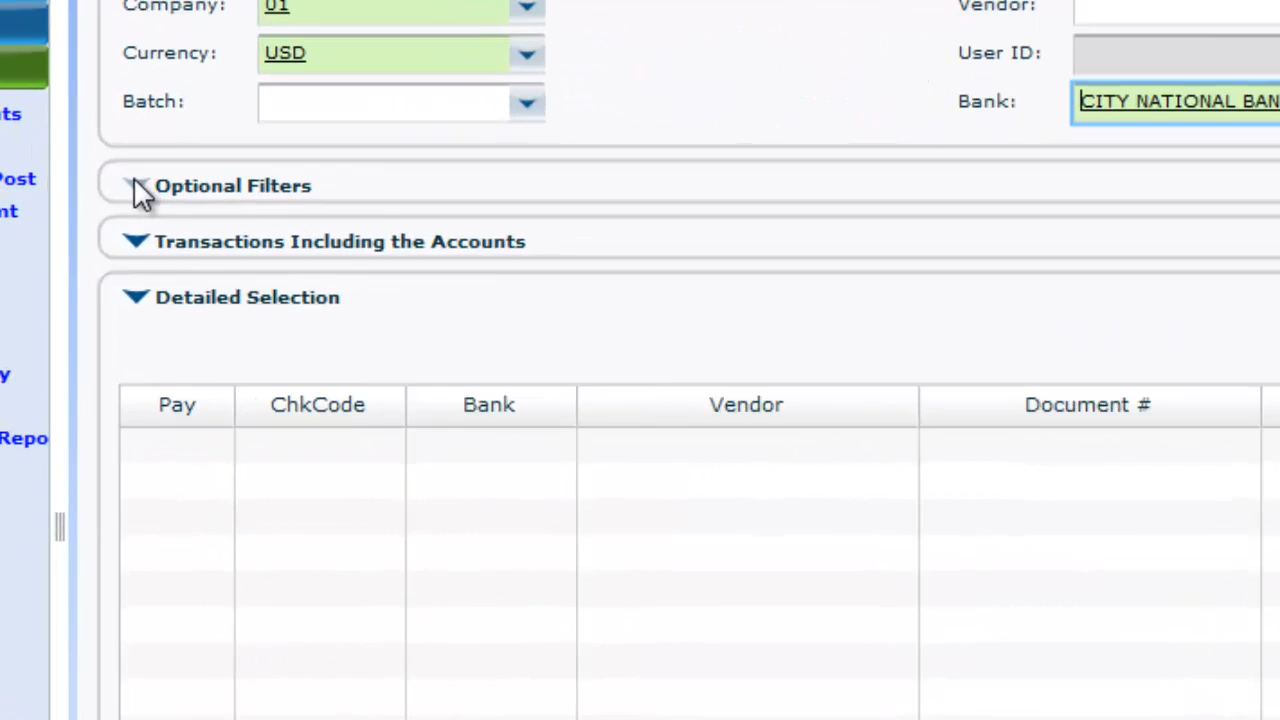 Company: 01 Vendor:
Currency: USD User ID:
Batch: Bank: CITY NATIONAL BAN
ts
Post
nt
y
Repo
Optional Filters
Transactions Including the Accounts
Detailed Selection
Pay ChkCode Bank Vendor Document #